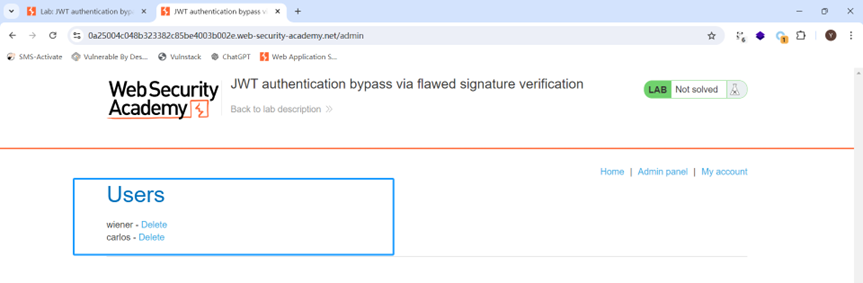 Lab: JWT authentication byp
JWT authentication bypass v
0a25004c048b323382c85be4003b002e.web-security-academy.net/admin
SMS-Activate
Vulnerable By Des...
Vulnstack
ChatGPT
Web Application S...
Web Security
Academy
JWT authentication bypass via flawed signature verification
Back to lab description
LAB Not solved
Home | Admin panel | My account
Users
wiener - Delete
carlos - Delete